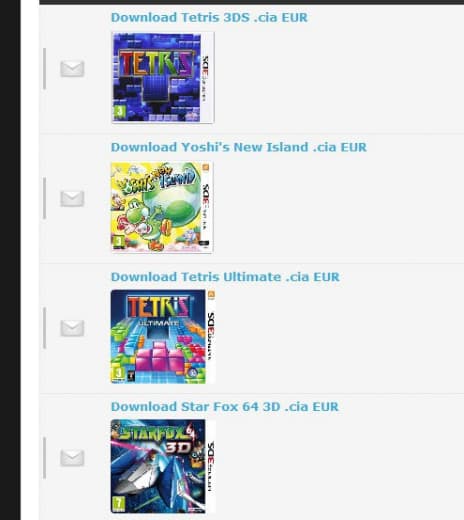 Download Tetris 3DS .cia EUR
TETRIS
3
Download Yoshi's New Island .cia EUR
YOSHI'S NEW ISLAND
3
Download Tetris Ultimate .cia EUR
TETRIS
ULTIMATE
3
Download Star Fox 64 3D .cia EUR
STARFOX 64
3D
7